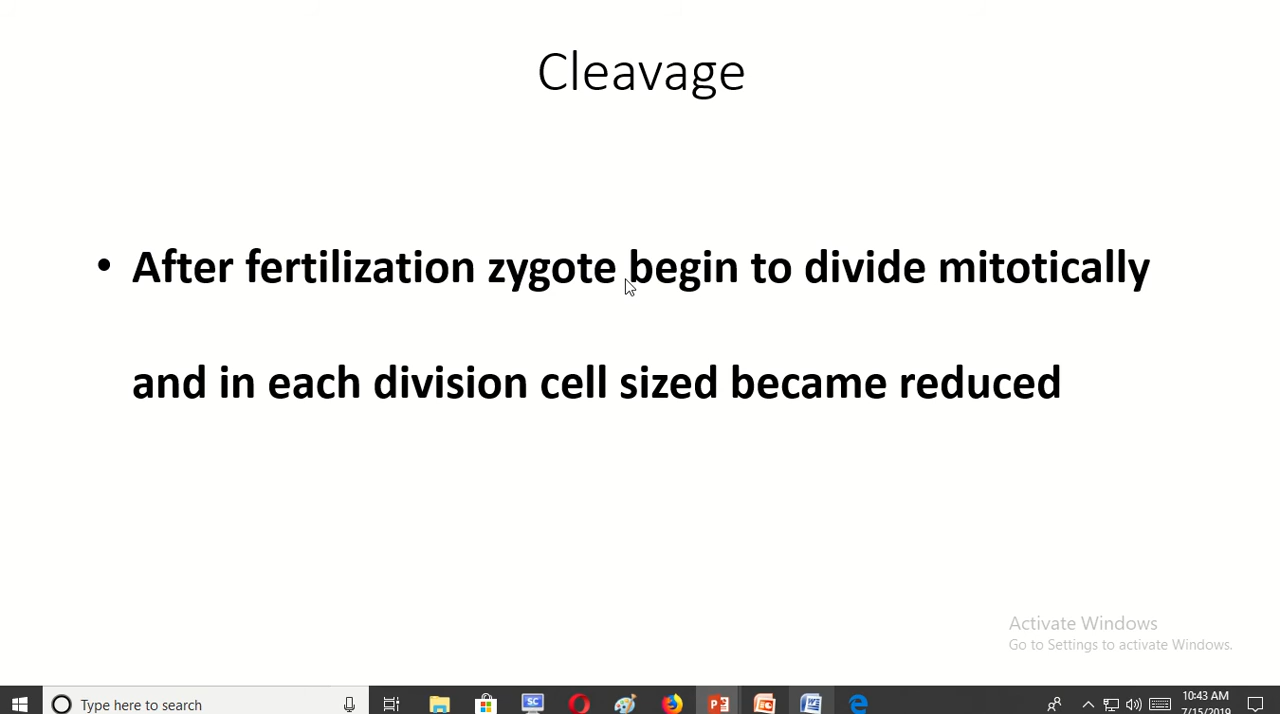 Cleavage
• After fertilization zygote begin to divide mitotically
and in each division cell sized became reduced
Activate Windows
Go to Settings to activate Windows.
Type here to search
SC
10:43 AM
7/15/2019